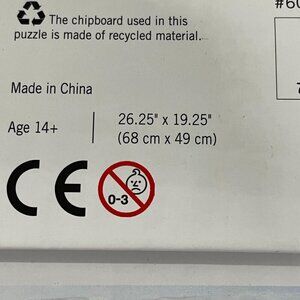 #60
The chipboard used in this
puzzle is made of recycled material.
Made in China
Age 14+
26.25" x 19.25"
(68 cm x 49 cm)
CE
0-3